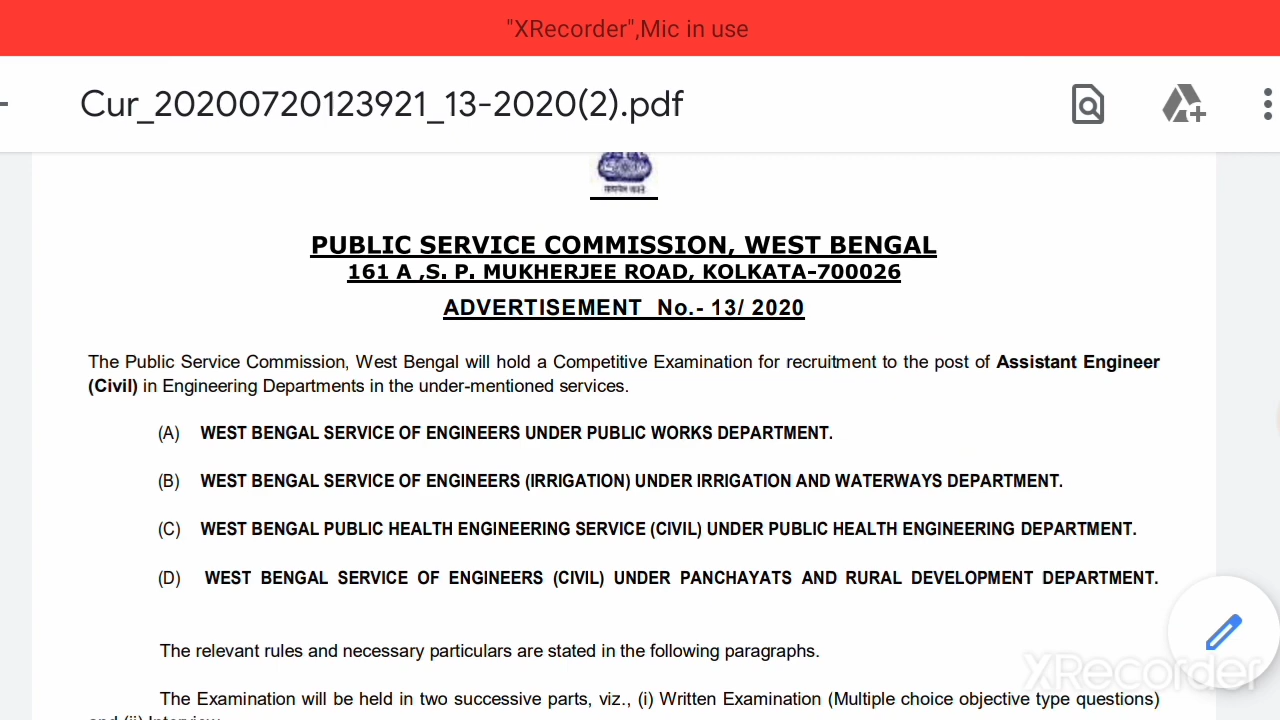 "XRecorder",Mic in use
Cur_20200720123921_13-2020(2).pdf
PUBLIC SERVICE COMMISSION, WEST BENGAL
161 A ,S. P. MUKHERJEE ROAD, KOLKATA-700026
ADVERTISEMENT No.- 13/ 2020
The Public Service Commission, West Bengal will hold a Competitive Examination for recruitment to the post of Assistant Engineer
(Civil) in Engineering Departments in the under-mentioned services.
(A) WEST BENGAL SERVICE OF ENGINEERS UNDER PUBLIC WORKS DEPARTMENT.
(B) WEST BENGAL SERVICE OF ENGINEERS (IRRIGATION) UNDER IRRIGATION AND WATERWAYS DEPARTMENT.
(C) WEST BENGAL PUBLIC HEALTH ENGINEERING SERVICE (CIVIL) UNDER PUBLIC HEALTH ENGINEERING DEPARTMENT.
(D) WEST BENGAL SERVICE OF ENGINEERS (CIVIL) UNDER PANCHAYATS AND RURAL DEVELOPMENT DEPARTMENT.
The relevant rules and necessary particulars are stated in the following paragraphs.
XRecorder
The Examination will be held in two successive parts, viz., (i) Written Examination (Multiple choice objective type questions)
and (ii) Interview